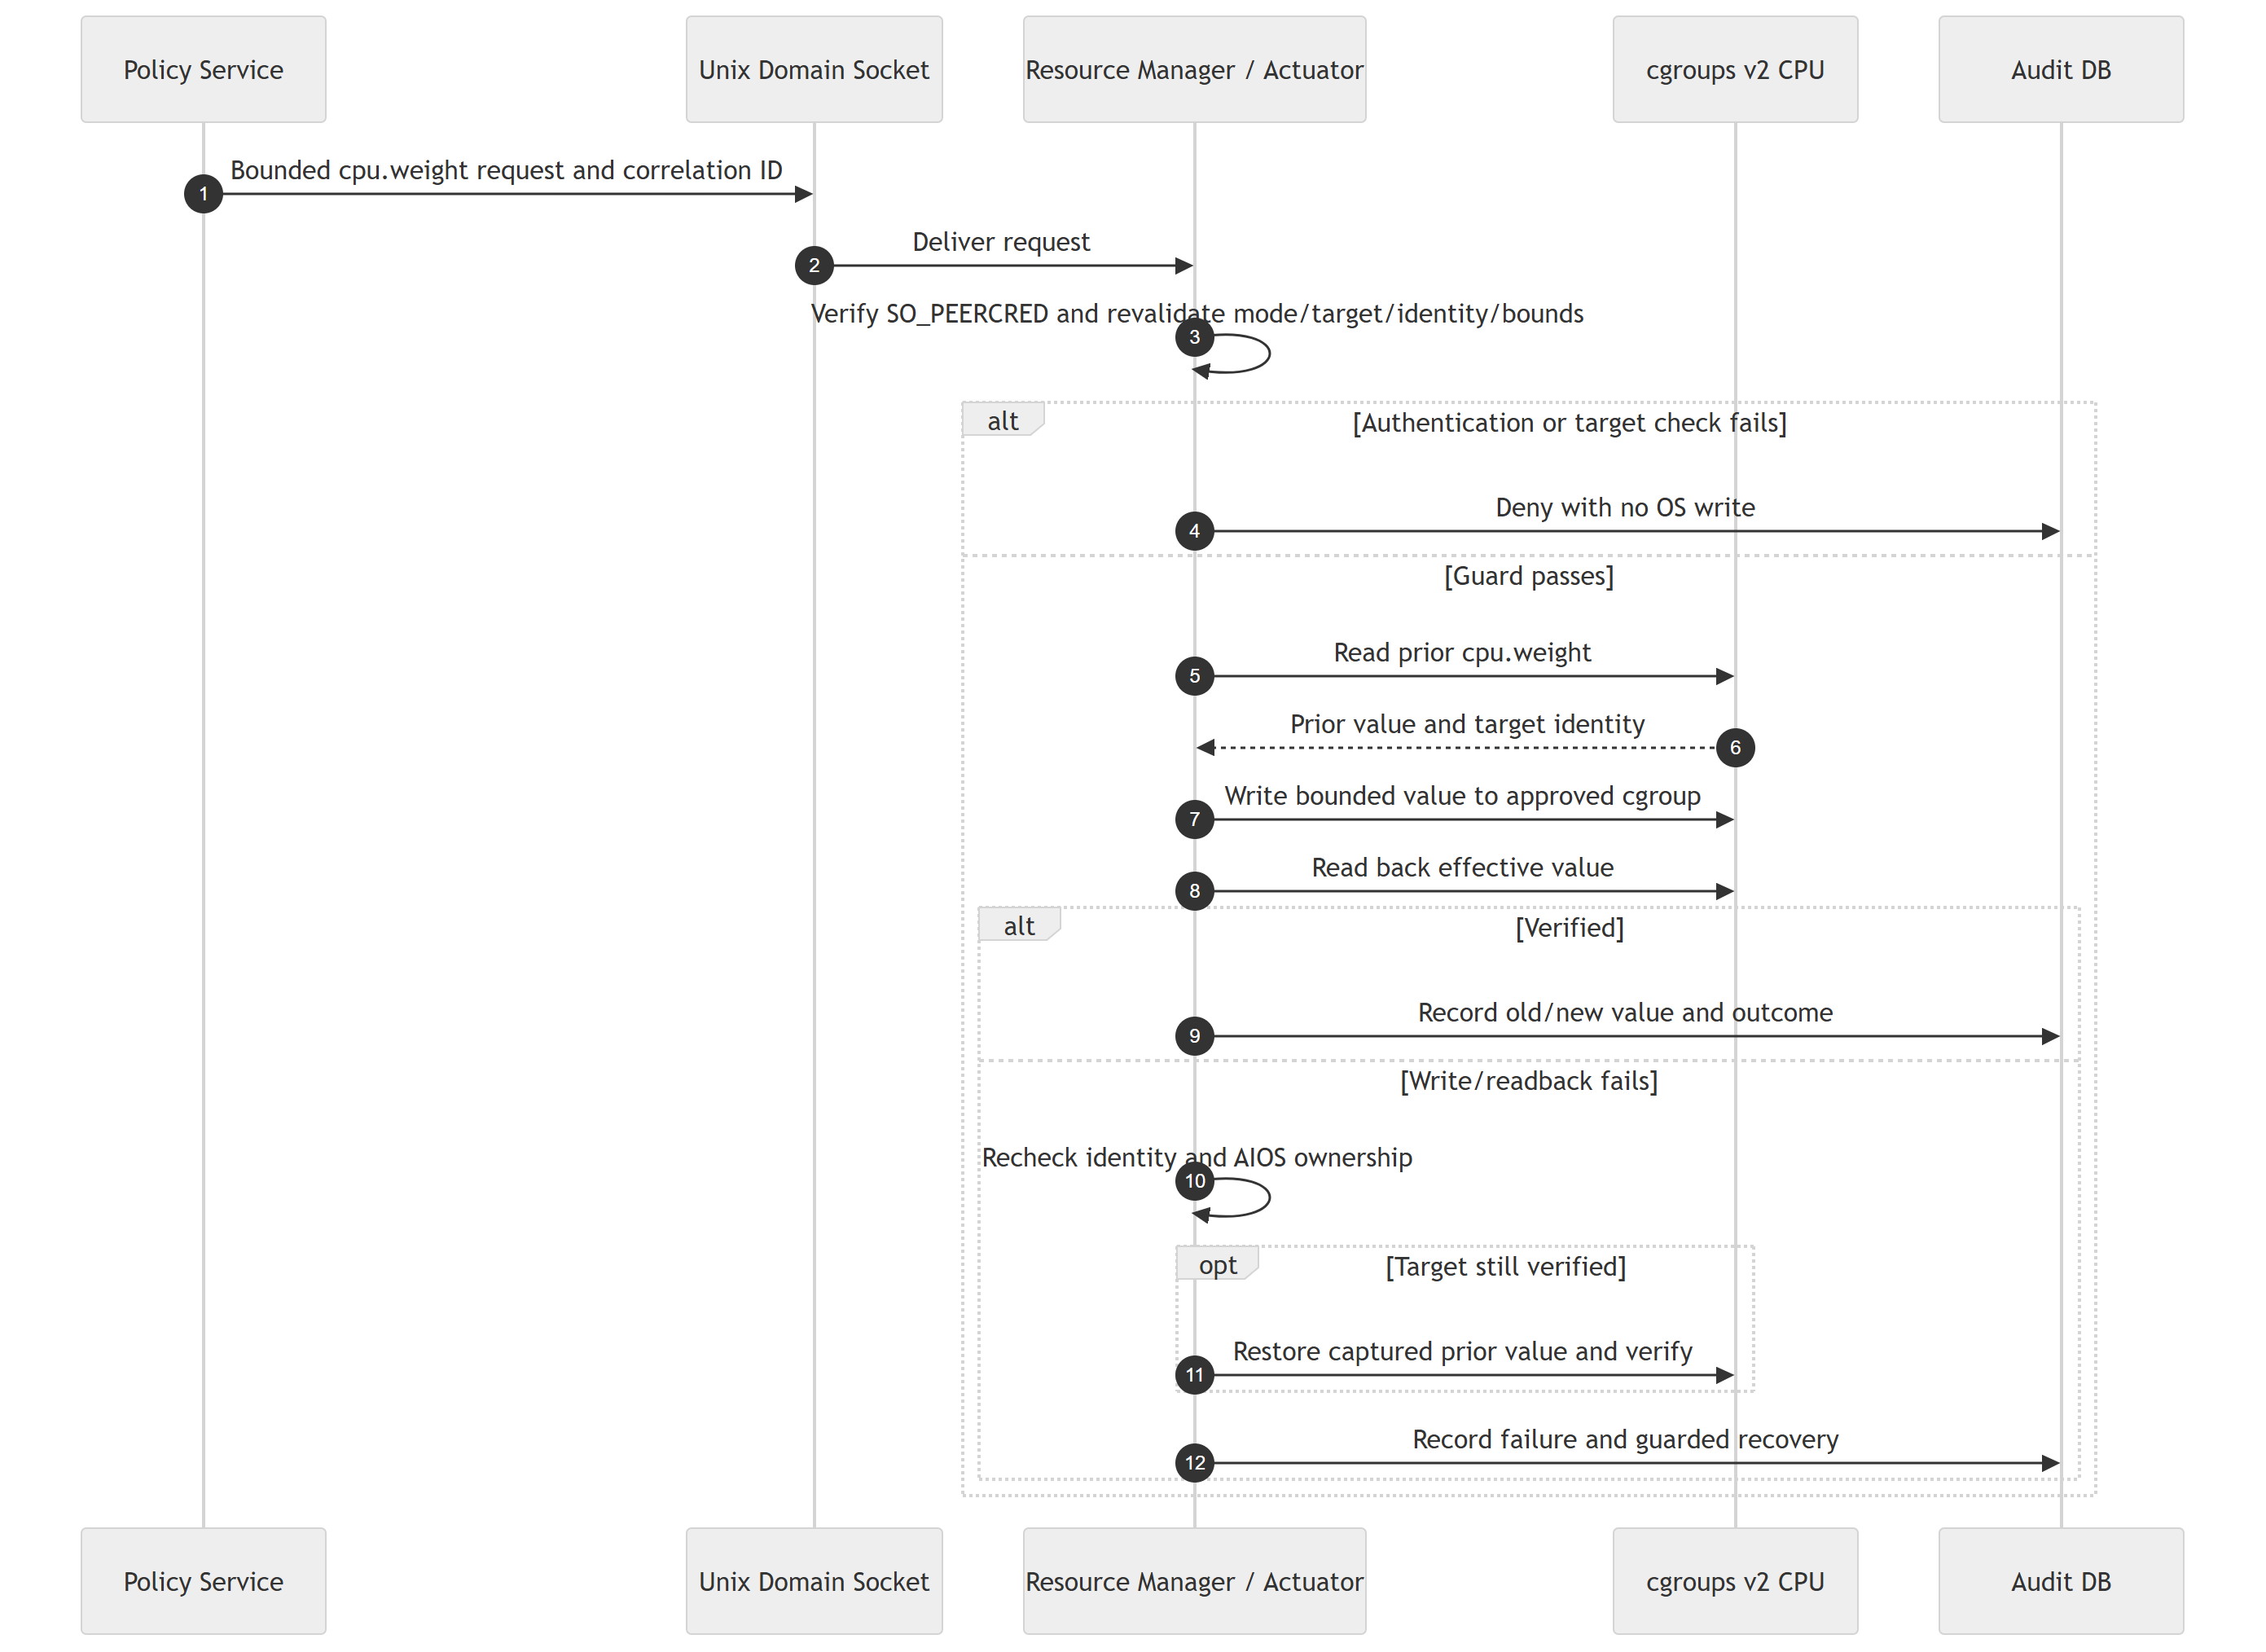 Policy Service
Unix Domain Socket
Resource Manager / Actuator
cgroups v2 CPU
Audit DB
Bounded cpu.weight request and correlation ID
1
Deliver request
2
Verify SO_PEERCRED and revalidate mode/target/identity/bounds
3
alt
[Authentication or target check fails]
Deny with no OS write
4
[Guard passes]
Read prior cpu.weight
5
Prior value and target identity
6
Write bounded value to approved cgroup
7
Read back effective value
8
alt
[Verified]
Record old/new value and outcome
9
[Write/readback fails]
Recheck identity and AIOS ownership
10
opt
[Target still verified]
Restore captured prior value and verify
11
Record failure and guarded recovery
12
Policy Service
Unix Domain Socket
Resource Manager / Actuator
cgroups v2 CPU
Audit DB